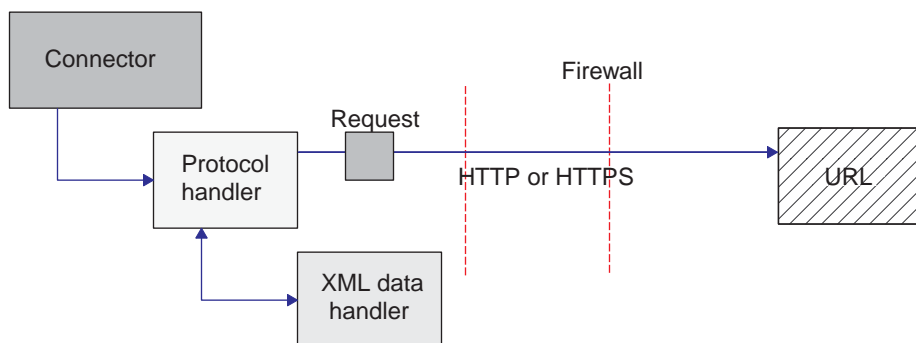 Connector
Firewall
Request
Protocol
handler
HTTP or HTTPS
URL
XML data
handler